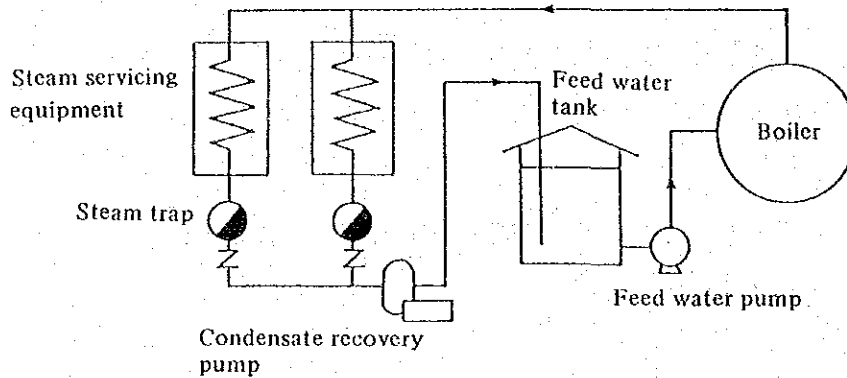 Steam servicing
equipment
Feed water
tank
Boiler
Steam trap
Feed water pump
Condensate recovery
pump